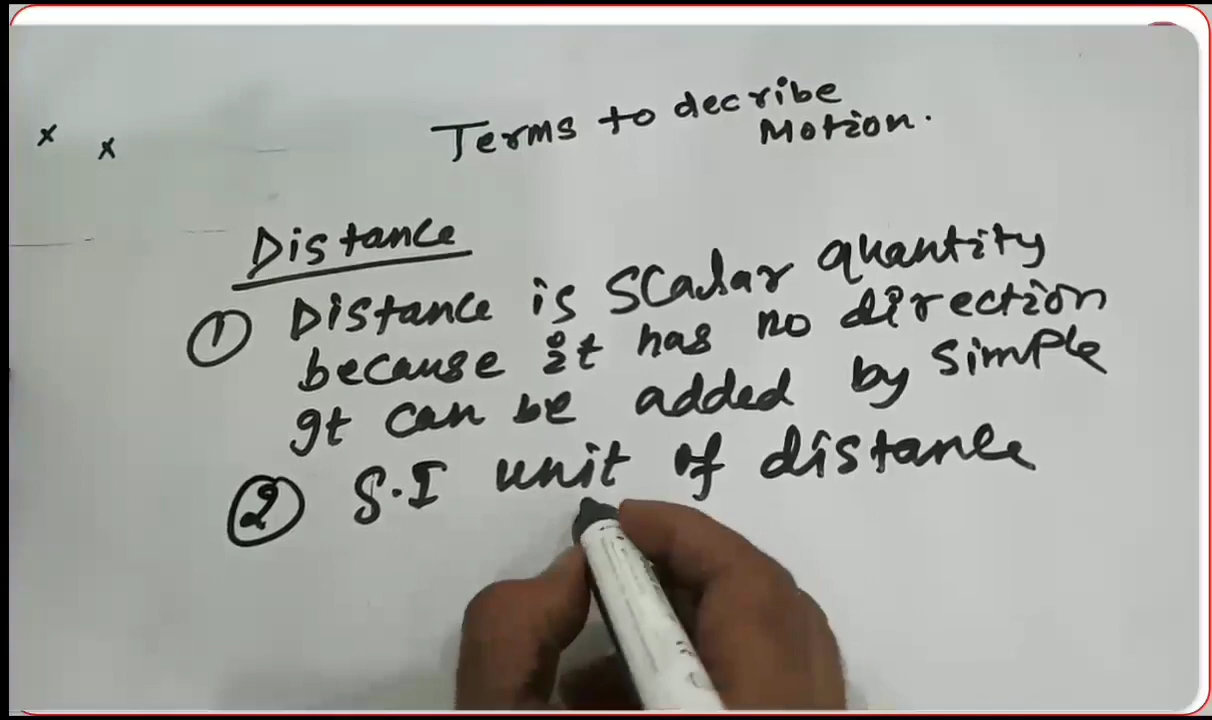 Terms to decribe
Motion.
Distance
① Distance is Scalar quantity
because it has no direction
It can be added by simple
② S.I unit of distance